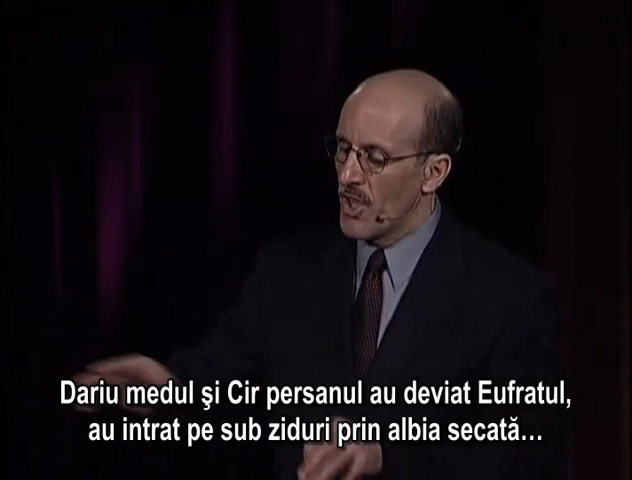 Dariu medul şi Cir persanul au deviat Eufratul,
au intrat pe sub ziduri prin albia secată...